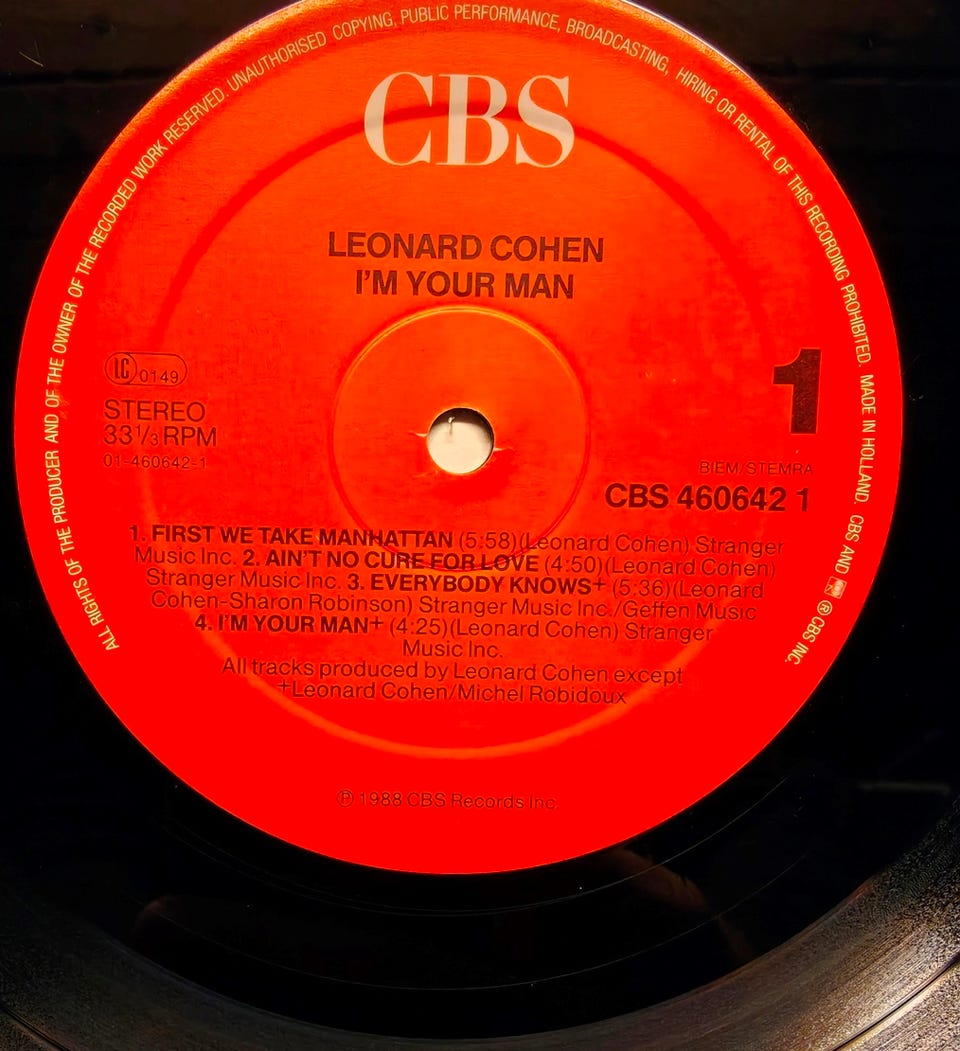 ALL RIGHTS OF THE PRODUCER AND OF THE OWNER OF THE RECORDED WORK RESERVED. UNAUTHORISED COPYING, PUBLIC PERFORMANCE, BROADCASTING, HIRING OR RENTAL OF THIS RECORDING PROHIBITED. MADE IN HOLLAND CBS AND ® CBS INC.
CBS
LEONARD COHEN
I'M YOUR MAN
LC 0149
STEREO
33 1/3 RPM
01-460642-1
1
BIEM/STEMRA
CBS 460642 1
1. FIRST WE TAKE MANHATTAN (5:58)(Leonard Cohen) Stranger
Music Inc. 2. AIN'T NO CURE FOR LOVE (4:50)(Leonard Cohen)
Stranger Music Inc. 3. EVERYBODY KNOWS+ (5:36)(Leonard
Cohen-Sharon Robinson) Stranger Music Inc./Geffen Music
4. I'M YOUR MAN+ (4:25)(Leonard Cohen) Stranger
Music Inc.
All tracks produced by Leonard Cohen except
+Leonard Cohen/Michel Robidoux
℗ 1988 CBS Records Inc.